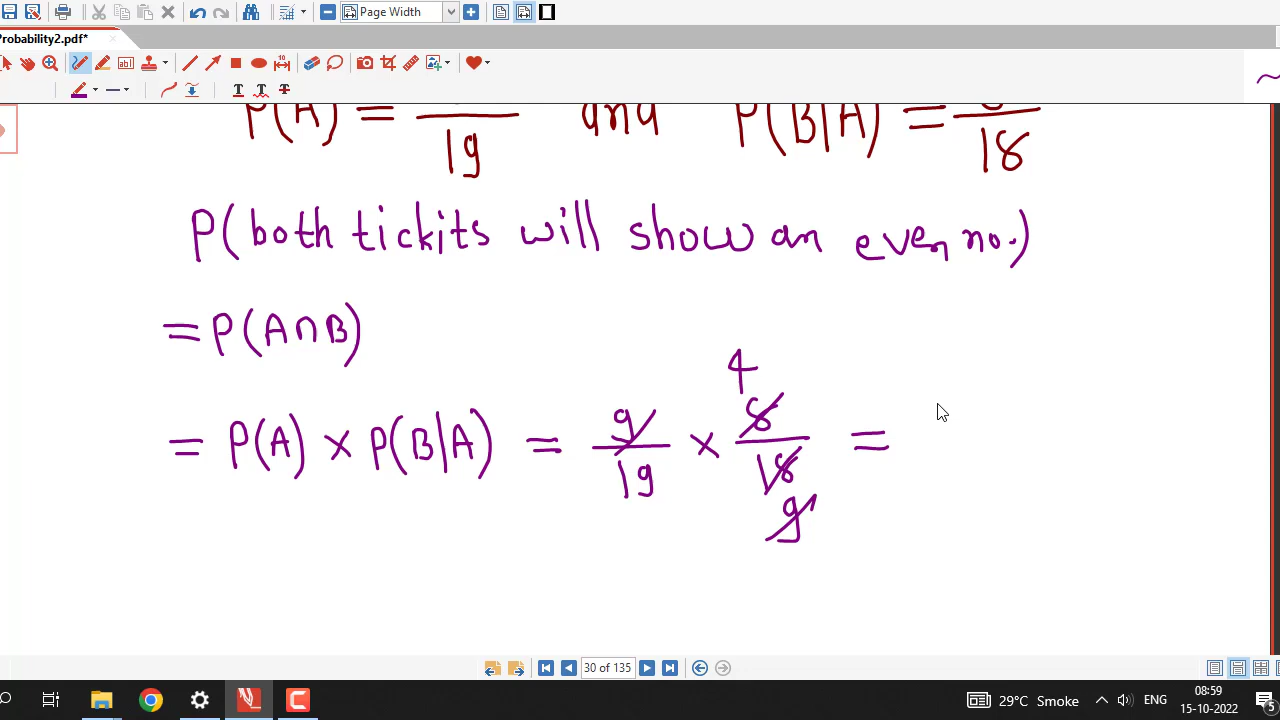 Page Width
Probability2.pdf*
P(A) = 19 and P(B|A) = 18
P(both tickits will show an even no.)
= P(A∩B)
4
= P(A) × P(B|A) = 9/19 × 8/18 =
9
30 of 135
29°C Smoke ENG 08:59
15-10-2022
5